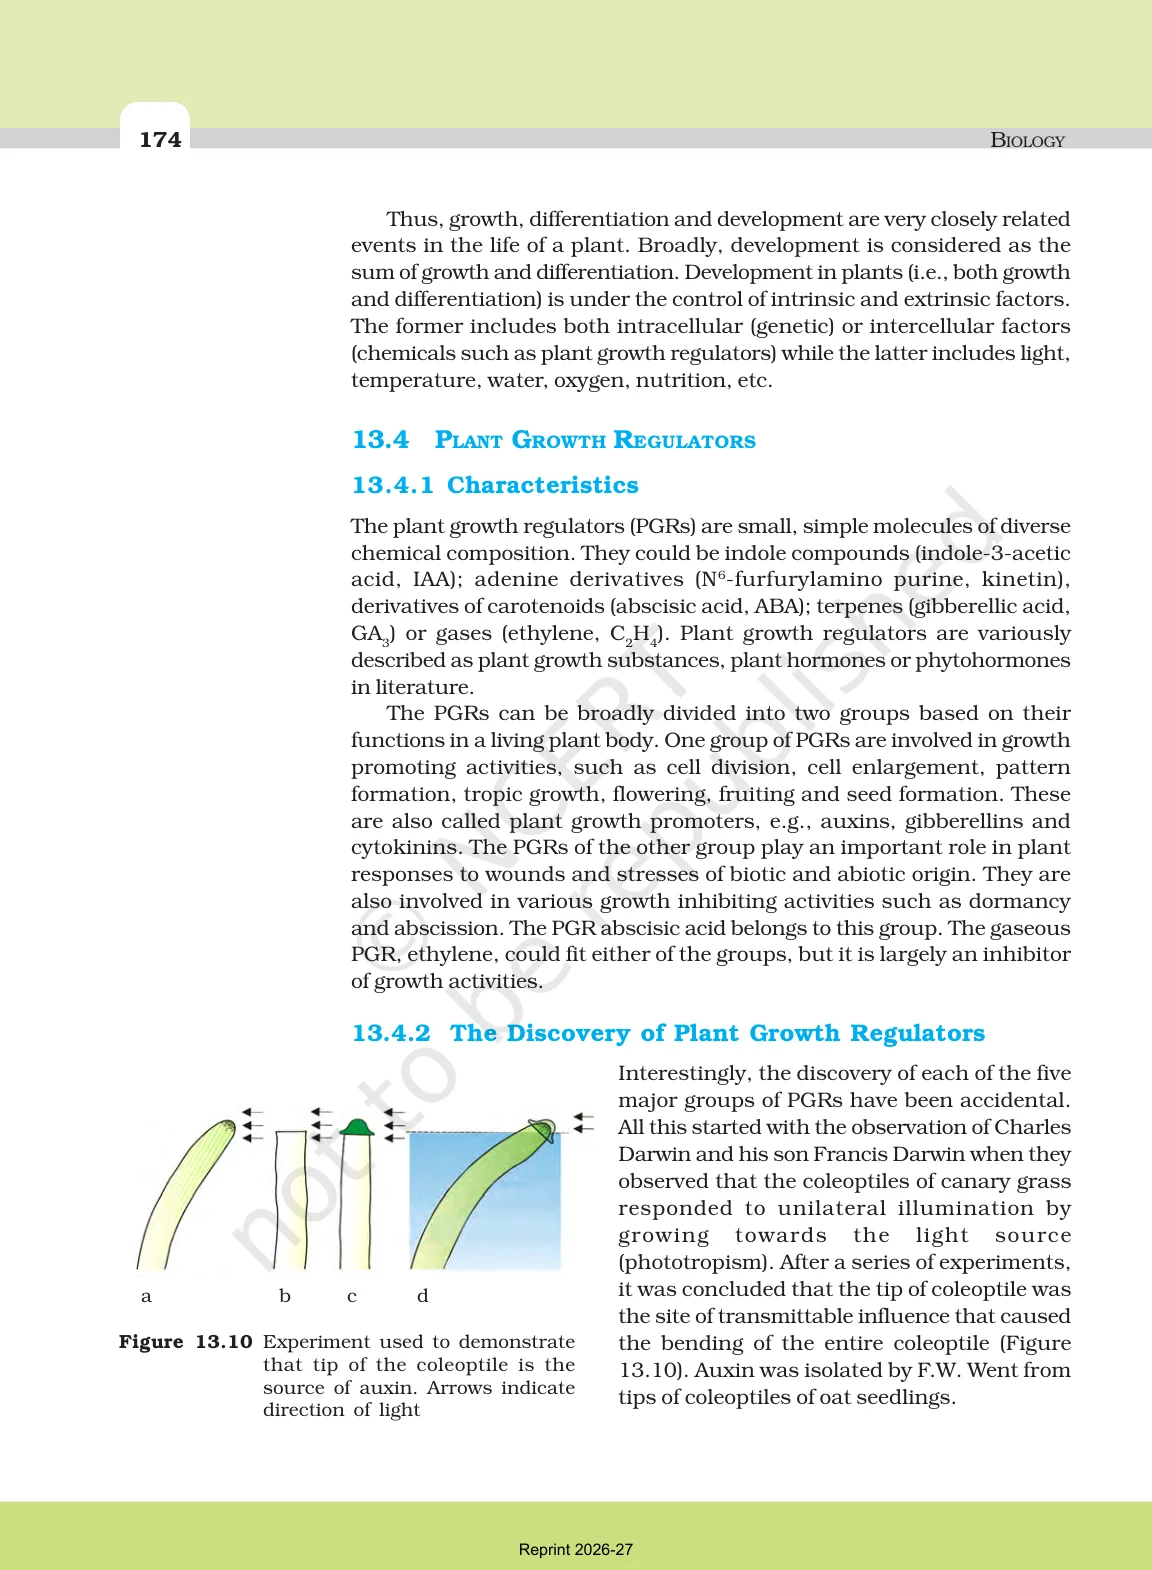 174
BIOLOGY
Thus, growth, differentiation and development are very closely related
events in the life of a plant. Broadly, development is considered as the
sum of growth and differentiation. Development in plants (i.e., both growth
and differentiation) is under the control of intrinsic and extrinsic factors.
The former includes both intracellular (genetic) or intercellular factors
(chemicals such as plant growth regulators) while the latter includes light,
temperature, water, oxygen, nutrition, etc.
13.4 PLANT GROWTH REGULATORS
13.4.1 Characteristics
The plant growth regulators (PGRs) are small, simple molecules of diverse
chemical composition. They could be indole compounds (indole-3-acetic
acid, IAA); adenine derivatives (N⁶-furfurylamino purine, kinetin),
derivatives of carotenoids (abscisic acid, ABA); terpenes (gibberellic acid,
GA₃) or gases (ethylene, C₂H₄). Plant growth regulators are variously
described as plant growth substances, plant hormones or phytohormones
in literature.
The PGRs can be broadly divided into two groups based on their
functions in a living plant body. One group of PGRs are involved in growth
promoting activities, such as cell division, cell enlargement, pattern
formation, tropic growth, flowering, fruiting and seed formation. These
are also called plant growth promoters, e.g., auxins, gibberellins and
cytokinins. The PGRs of the other group play an important role in plant
responses to wounds and stresses of biotic and abiotic origin. They are
also involved in various growth inhibiting activities such as dormancy
and abscission. The PGR abscisic acid belongs to this group. The gaseous
PGR, ethylene, could fit either of the groups, but it is largely an inhibitor
of growth activities.
13.4.2 The Discovery of Plant Growth Regulators
Interestingly, the discovery of each of the five
major groups of PGRs have been accidental.
All this started with the observation of Charles
Darwin and his son Francis Darwin when they
observed that the coleoptiles of canary grass
responded to unilateral illumination by
growing towards the light source
(phototropism). After a series of experiments,
it was concluded that the tip of coleoptile was
the site of transmittable influence that caused
the bending of the entire coleoptile (Figure
13.10). Auxin was isolated by F.W. Went from
tips of coleoptiles of oat seedlings.
a b c d
Figure 13.10 Experiment used to demonstrate
that tip of the coleoptile is the
source of auxin. Arrows indicate
direction of light
© NCERT
not to be republished
Reprint 2026-27